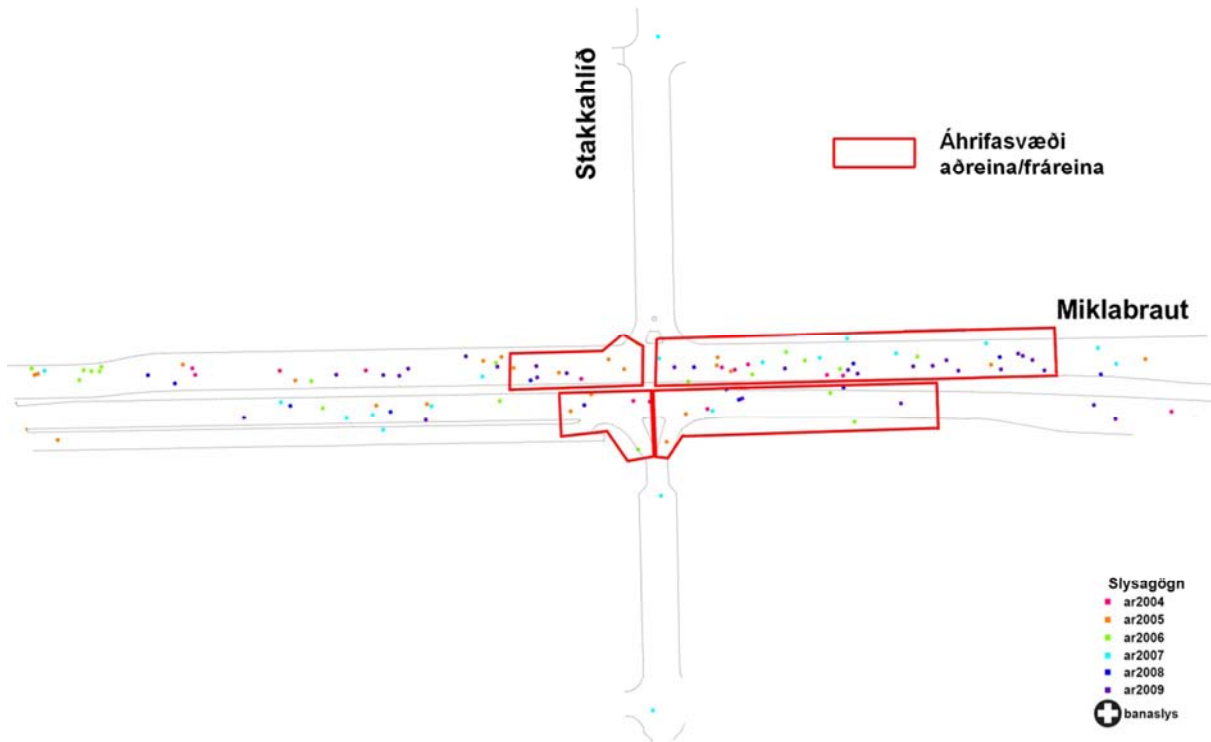 Stakkahlíð
Áhrifasvæði
aðreina/fráreina
Miklabraut
Slysagögn
ar2004
ar2005
ar2006
ar2007
ar2008
ar2009
banaslys